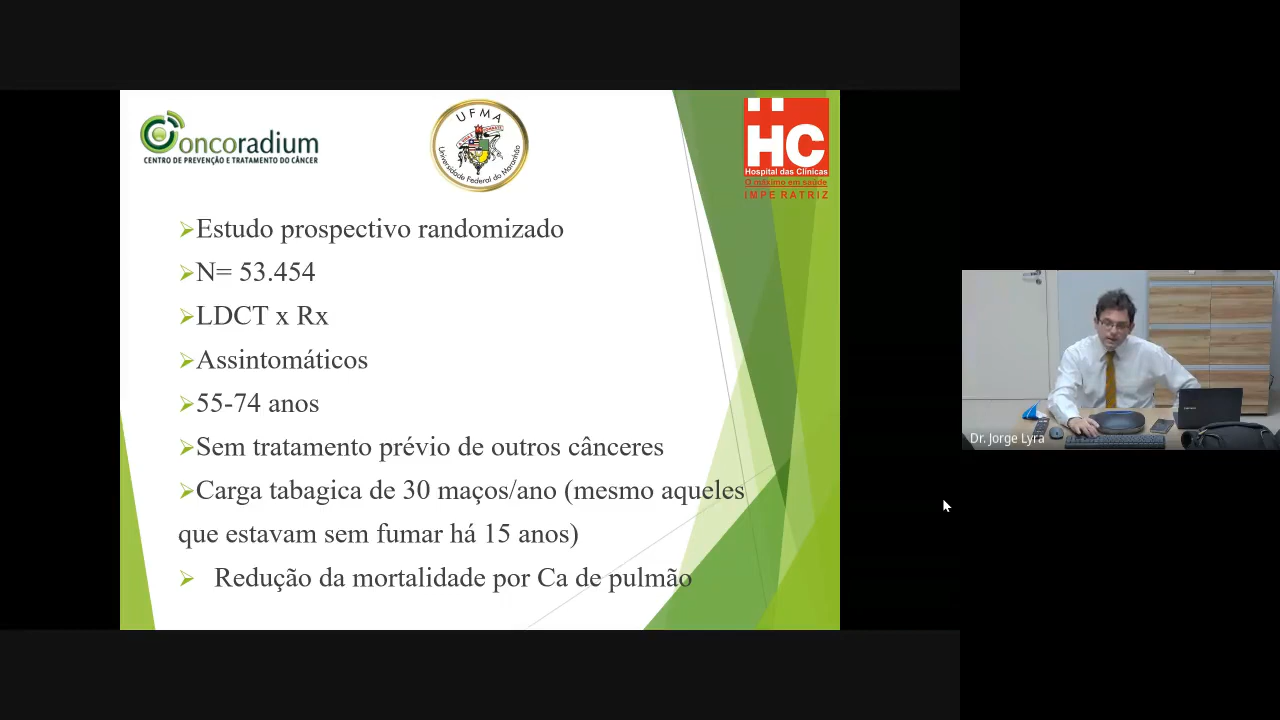 oncoradium
CENTRO DE PREVENÇÃO E TRATAMENTO DO CÂNCER
UFMA
Universidade Federal do Maranhão
HC
Hospital das Clínicas
O máximo em saúde
IMPERATRIZ
Estudo prospectivo randomizado
N= 53.454
LDCT x Rx
Assintomáticos
55-74 anos
Sem tratamento prévio de outros cânceres
Carga tabagica de 30 maços/ano (mesmo aqueles
que estavam sem fumar há 15 anos)
Redução da mortalidade por Ca de pulmão
Dr. Jorge Lyra